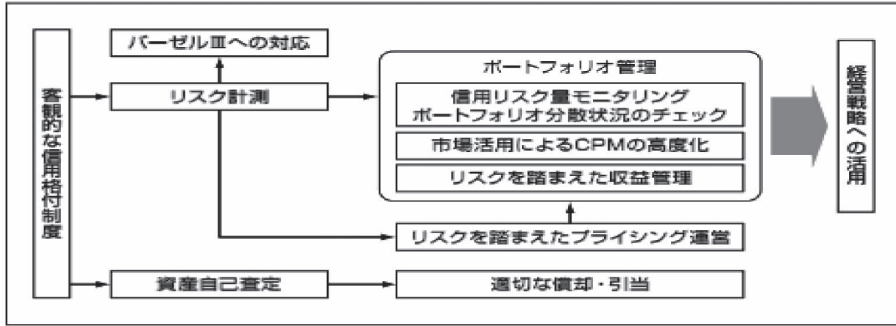 客観的な信用格付制度
バーゼルⅢへの対応
リスク計測
ポートフォリオ管理
信用リスク量モニタリング
ポートフォリオ分散状況のチェック
市場活用によるCPMの高度化
リスクを踏まえた収益管理
リスクを踏まえたプライシング運営
資産自己査定
適切な償却・引当
経営戦略への活用